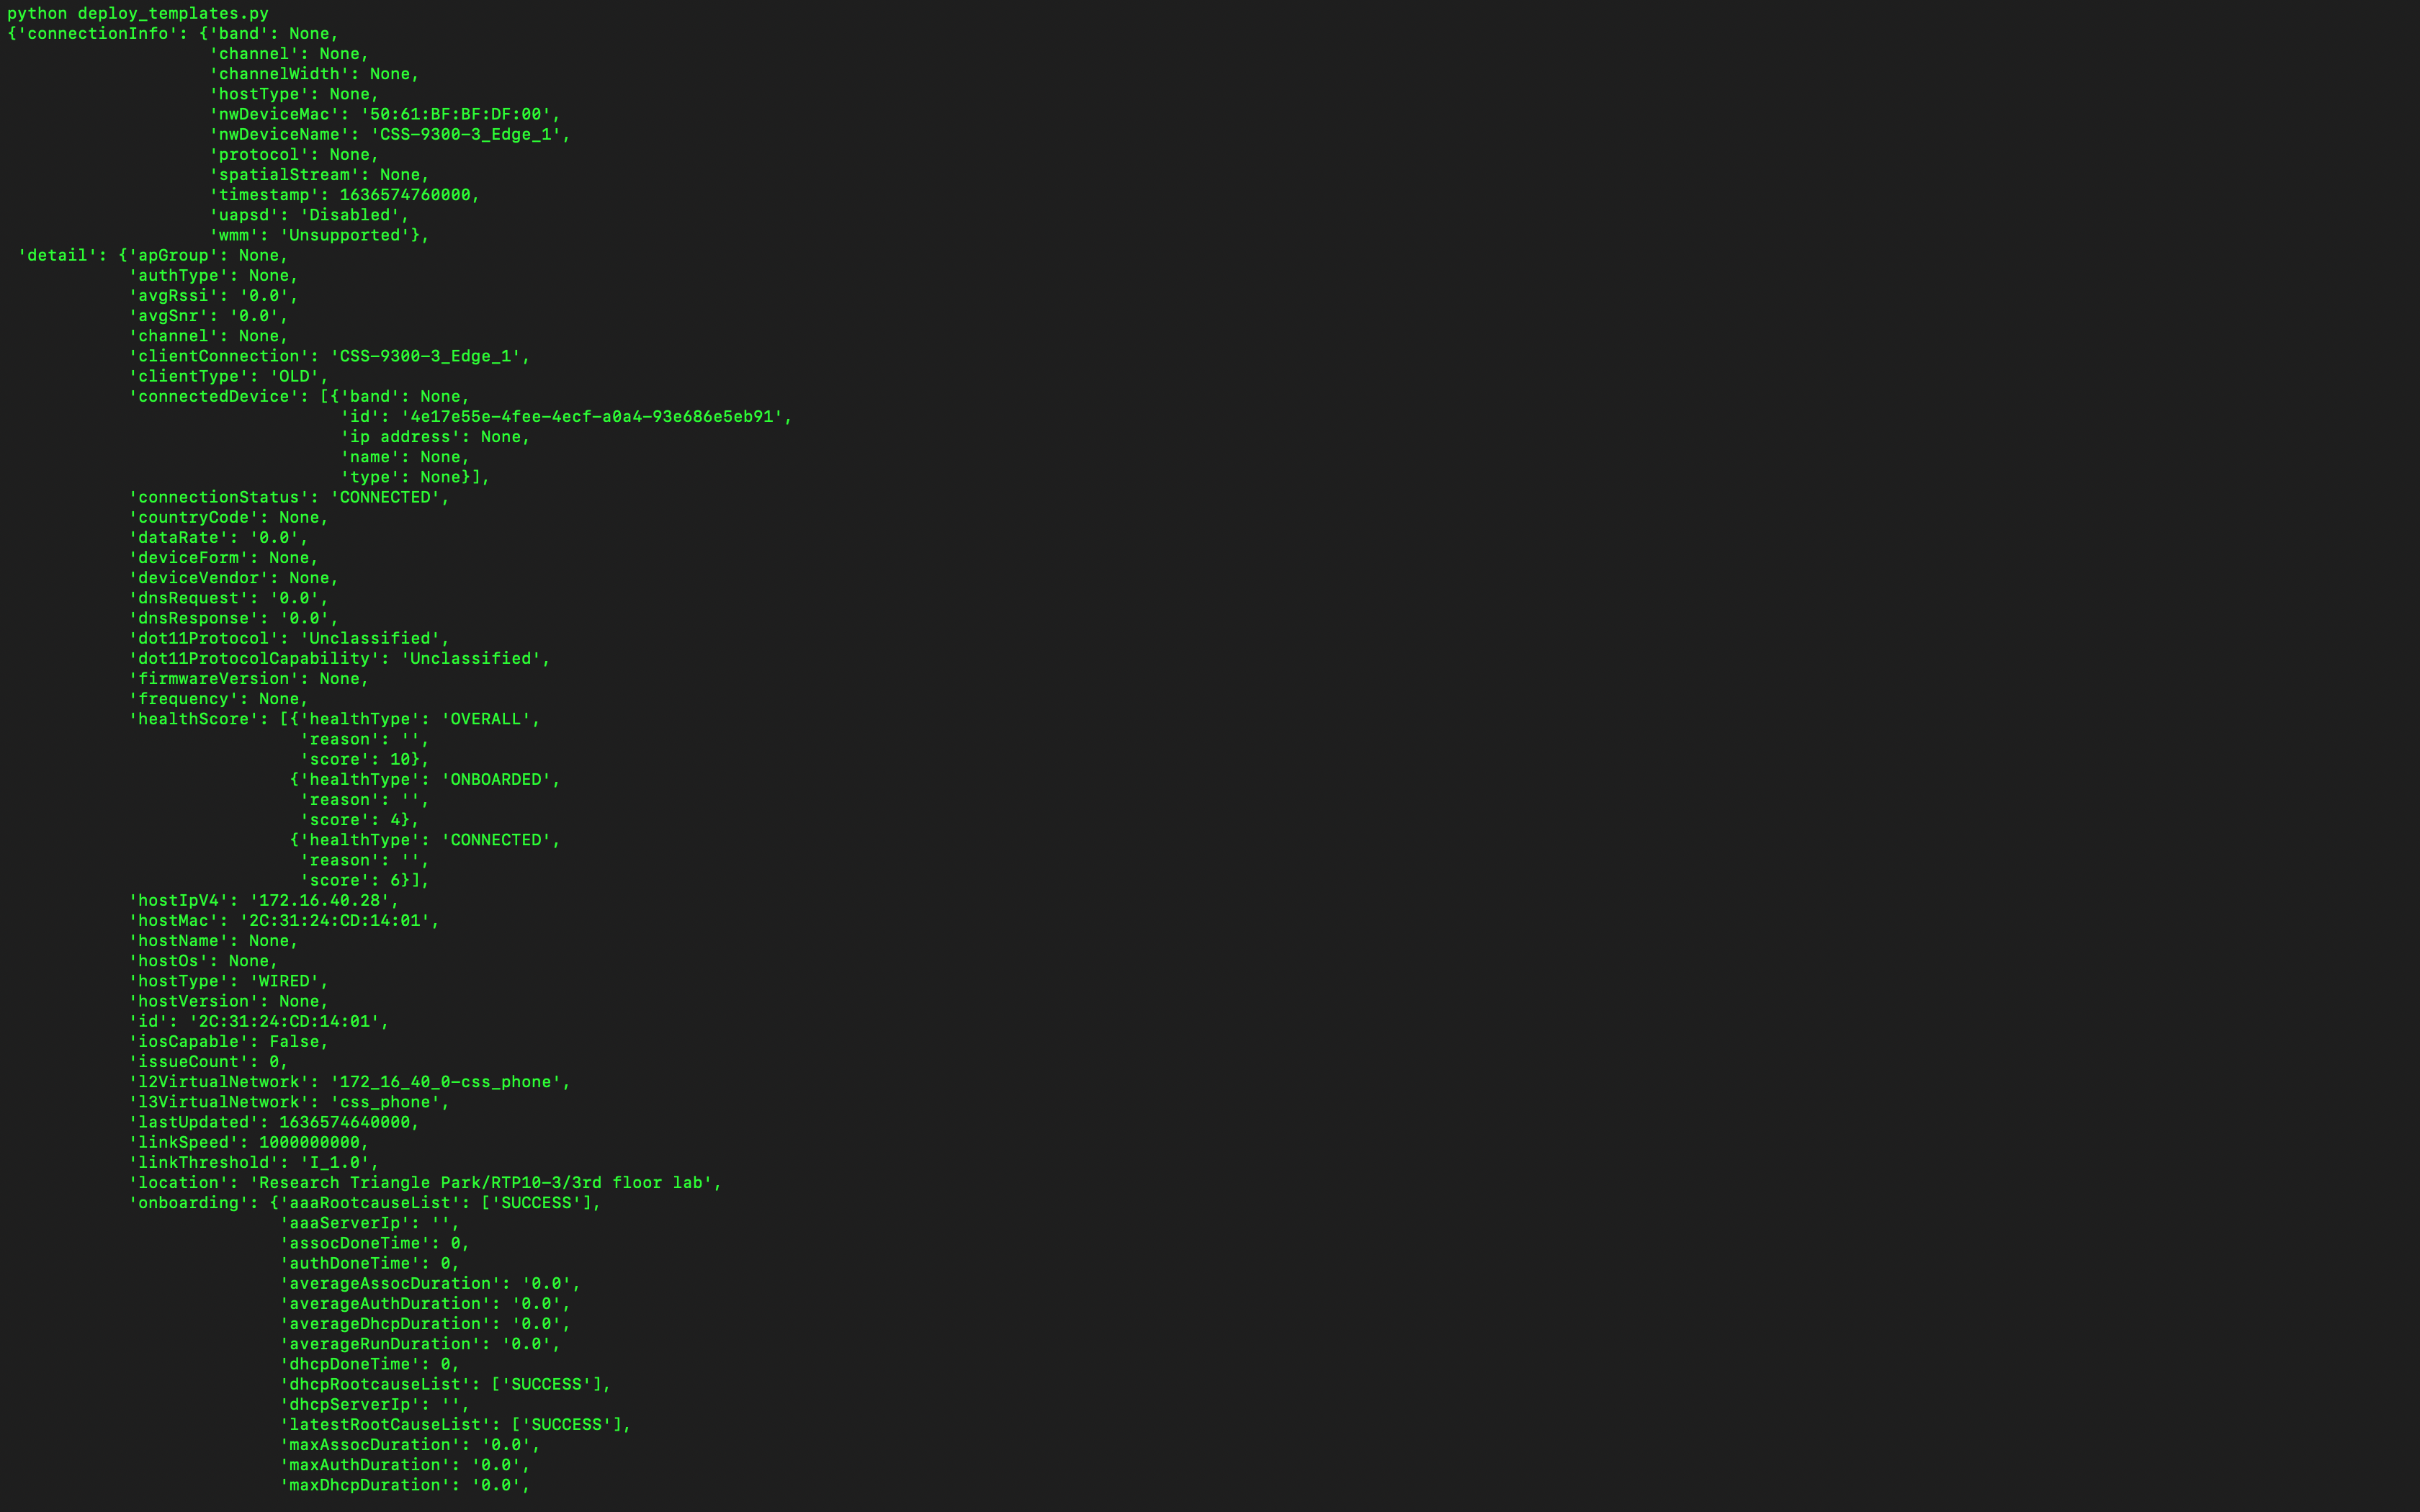 python deploy_templates.py
{'connectionInfo': {'band': None,
                    'channel': None,
                    'channelWidth': None,
                    'hostType': None,
                    'nwDeviceMac': '50:61:BF:BF:DF:00',
                    'nwDeviceName': 'CSS-9300-3_Edge_1',
                    'protocol': None,
                    'spatialStream': None,
                    'timestamp': 1636574760000,
                    'uapsd': 'Disabled',
                    'wmm': 'Unsupported'},
 'detail': {'apGroup': None,
            'authType': None,
            'avgRssi': '0.0',
            'avgSnr': '0.0',
            'channel': None,
            'clientConnection': 'CSS-9300-3_Edge_1',
            'clientType': 'OLD',
            'connectedDevice': [{'band': None,
                                 'id': '4e17e55e-4fee-4ecf-a0a4-93e686e5eb91',
                                 'ip address': None,
                                 'name': None,
                                 'type': None}],
            'connectionStatus': 'CONNECTED',
            'countryCode': None,
            'dataRate': '0.0',
            'deviceForm': None,
            'deviceVendor': None,
            'dnsRequest': '0.0',
            'dnsResponse': '0.0',
            'dot11Protocol': 'Unclassified',
            'dot11ProtocolCapability': 'Unclassified',
            'firmwareVersion': None,
            'frequency': None,
            'healthScore': [{'healthType': 'OVERALL',
                             'reason': '',
                             'score': 10},
                            {'healthType': 'ONBOARDED',
                             'reason': '',
                             'score': 4},
                            {'healthType': 'CONNECTED',
                             'reason': '',
                             'score': 6}],
            'hostIpV4': '172.16.40.28',
            'hostMac': '2C:31:24:CD:14:01',
            'hostName': None,
            'hostOs': None,
            'hostType': 'WIRED',
            'hostVersion': None,
            'id': '2C:31:24:CD:14:01',
            'iosCapable': False,
            'issueCount': 0,
            'l2VirtualNetwork': '172_16_40_0-css_phone',
            'l3VirtualNetwork': 'css_phone',
            'lastUpdated': 1636574640000,
            'linkSpeed': 1000000000,
            'linkThreshold': 'I_1.0',
            'location': 'Research Triangle Park/RTP10-3/3rd floor lab',
            'onboarding': {'aaaRootcauseList': ['SUCCESS'],
                           'aaaServerIp': '',
                           'assocDoneTime': 0,
                           'authDoneTime': 0,
                           'averageAssocDuration': '0.0',
                           'averageAuthDuration': '0.0',
                           'averageDhcpDuration': '0.0',
                           'averageRunDuration': '0.0',
                           'dhcpDoneTime': 0,
                           'dhcpRootcauseList': ['SUCCESS'],
                           'dhcpServerIp': '',
                           'latestRootCauseList': ['SUCCESS'],
                           'maxAssocDuration': '0.0',
                           'maxAuthDuration': '0.0',
                           'maxDhcpDuration': '0.0',